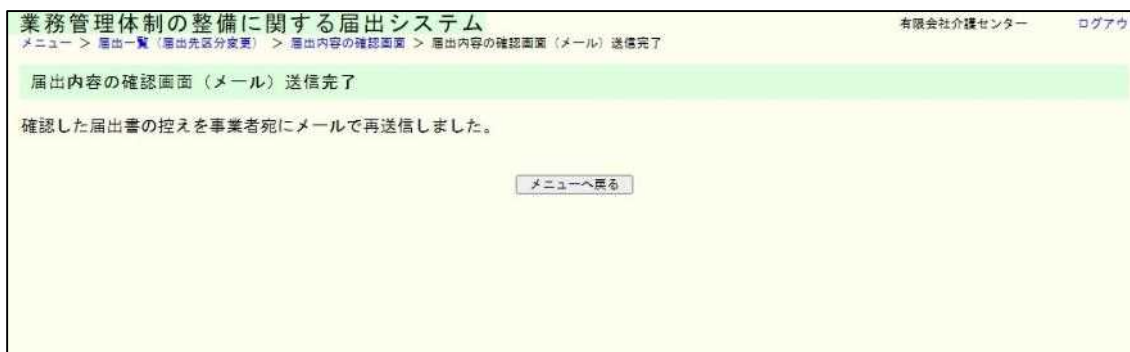 業務管理体制の整備に関する届出システム
有限会社介護センター ログアウ
メニュー ＞ 届出一覧（届出先区分変更） ＞ 届出内容の確認画面 ＞ 届出内容の確認画面（メール）送信完了
届出内容の確認画面（メール）送信完了
確認した届出書の控えを事業者宛にメールで再送信しました。
メニューへ戻る